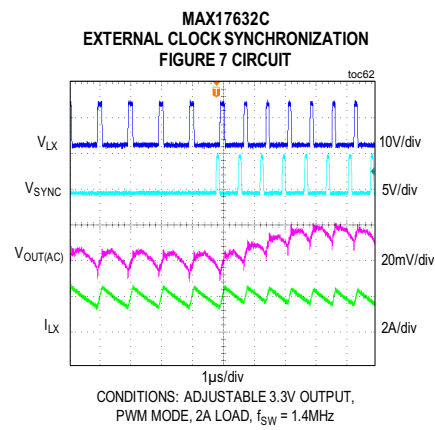 MAX17632C
EXTERNAL CLOCK SYNCHRONIZATION
FIGURE 7 CIRCUIT
toc62
T
VLX
10V/div
VSYNC
5V/div
VOUT(AC)
20mV/div
ILX
2A/div
1µs/div
CONDITIONS: ADJUSTABLE 3.3V OUTPUT,
PWM MODE, 2A LOAD, fSW = 1.4MHz